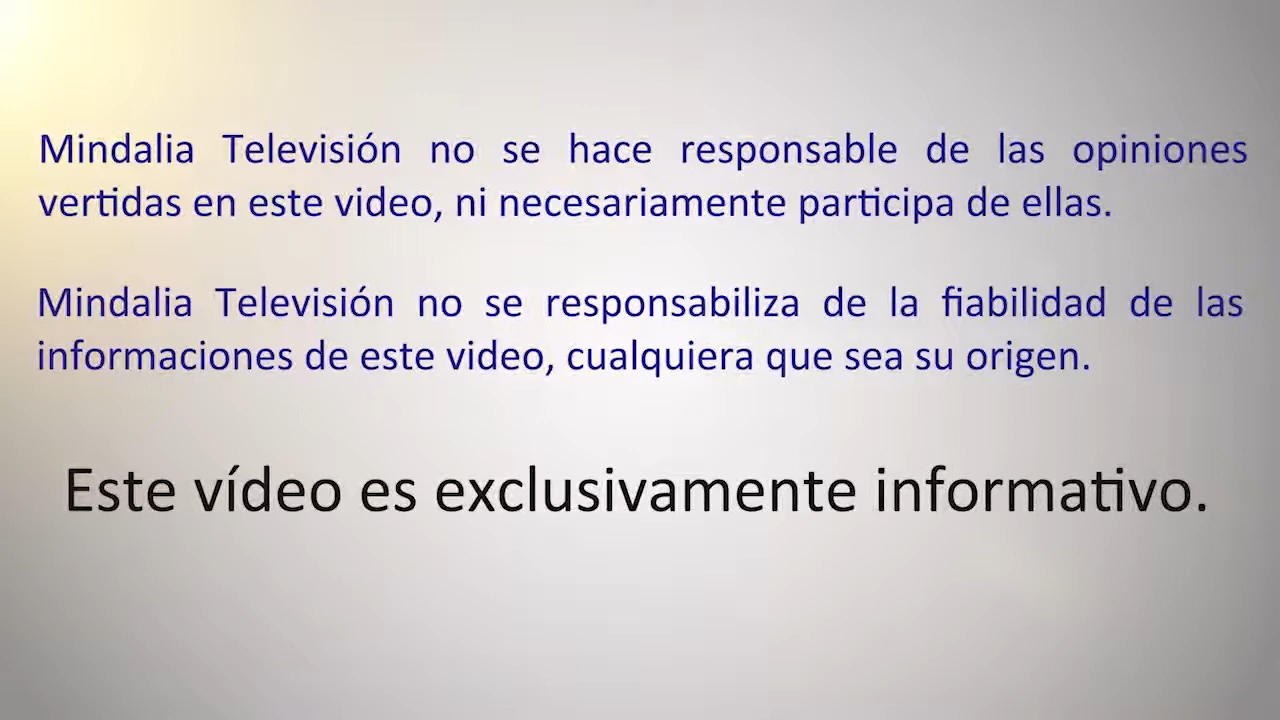 Mindalia Televisión no se hace responsable de las opiniones
vertidas en este video, ni necesariamente participa de ellas.
Mindalia Televisión no se responsabiliza de la fiabilidad de las
informaciones de este video, cualquiera que sea su origen.
Este vídeo es exclusivamente informativo.